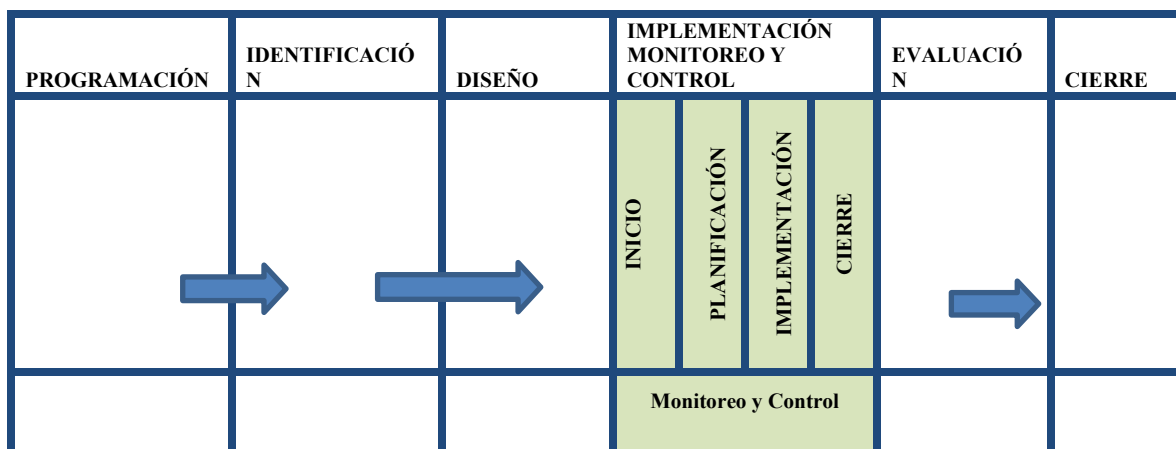 PROGRAMACIÓN
IDENTIFICACIÓ
N
DISEÑO
IMPLEMENTACIÓN
MONITOREO Y
CONTROL
EVALUACIÓ
N
CIERRE
INICIO
PLANIFICACIÓN
IMPLEMENTACIÓN
CIERRE
Monitoreo y Control